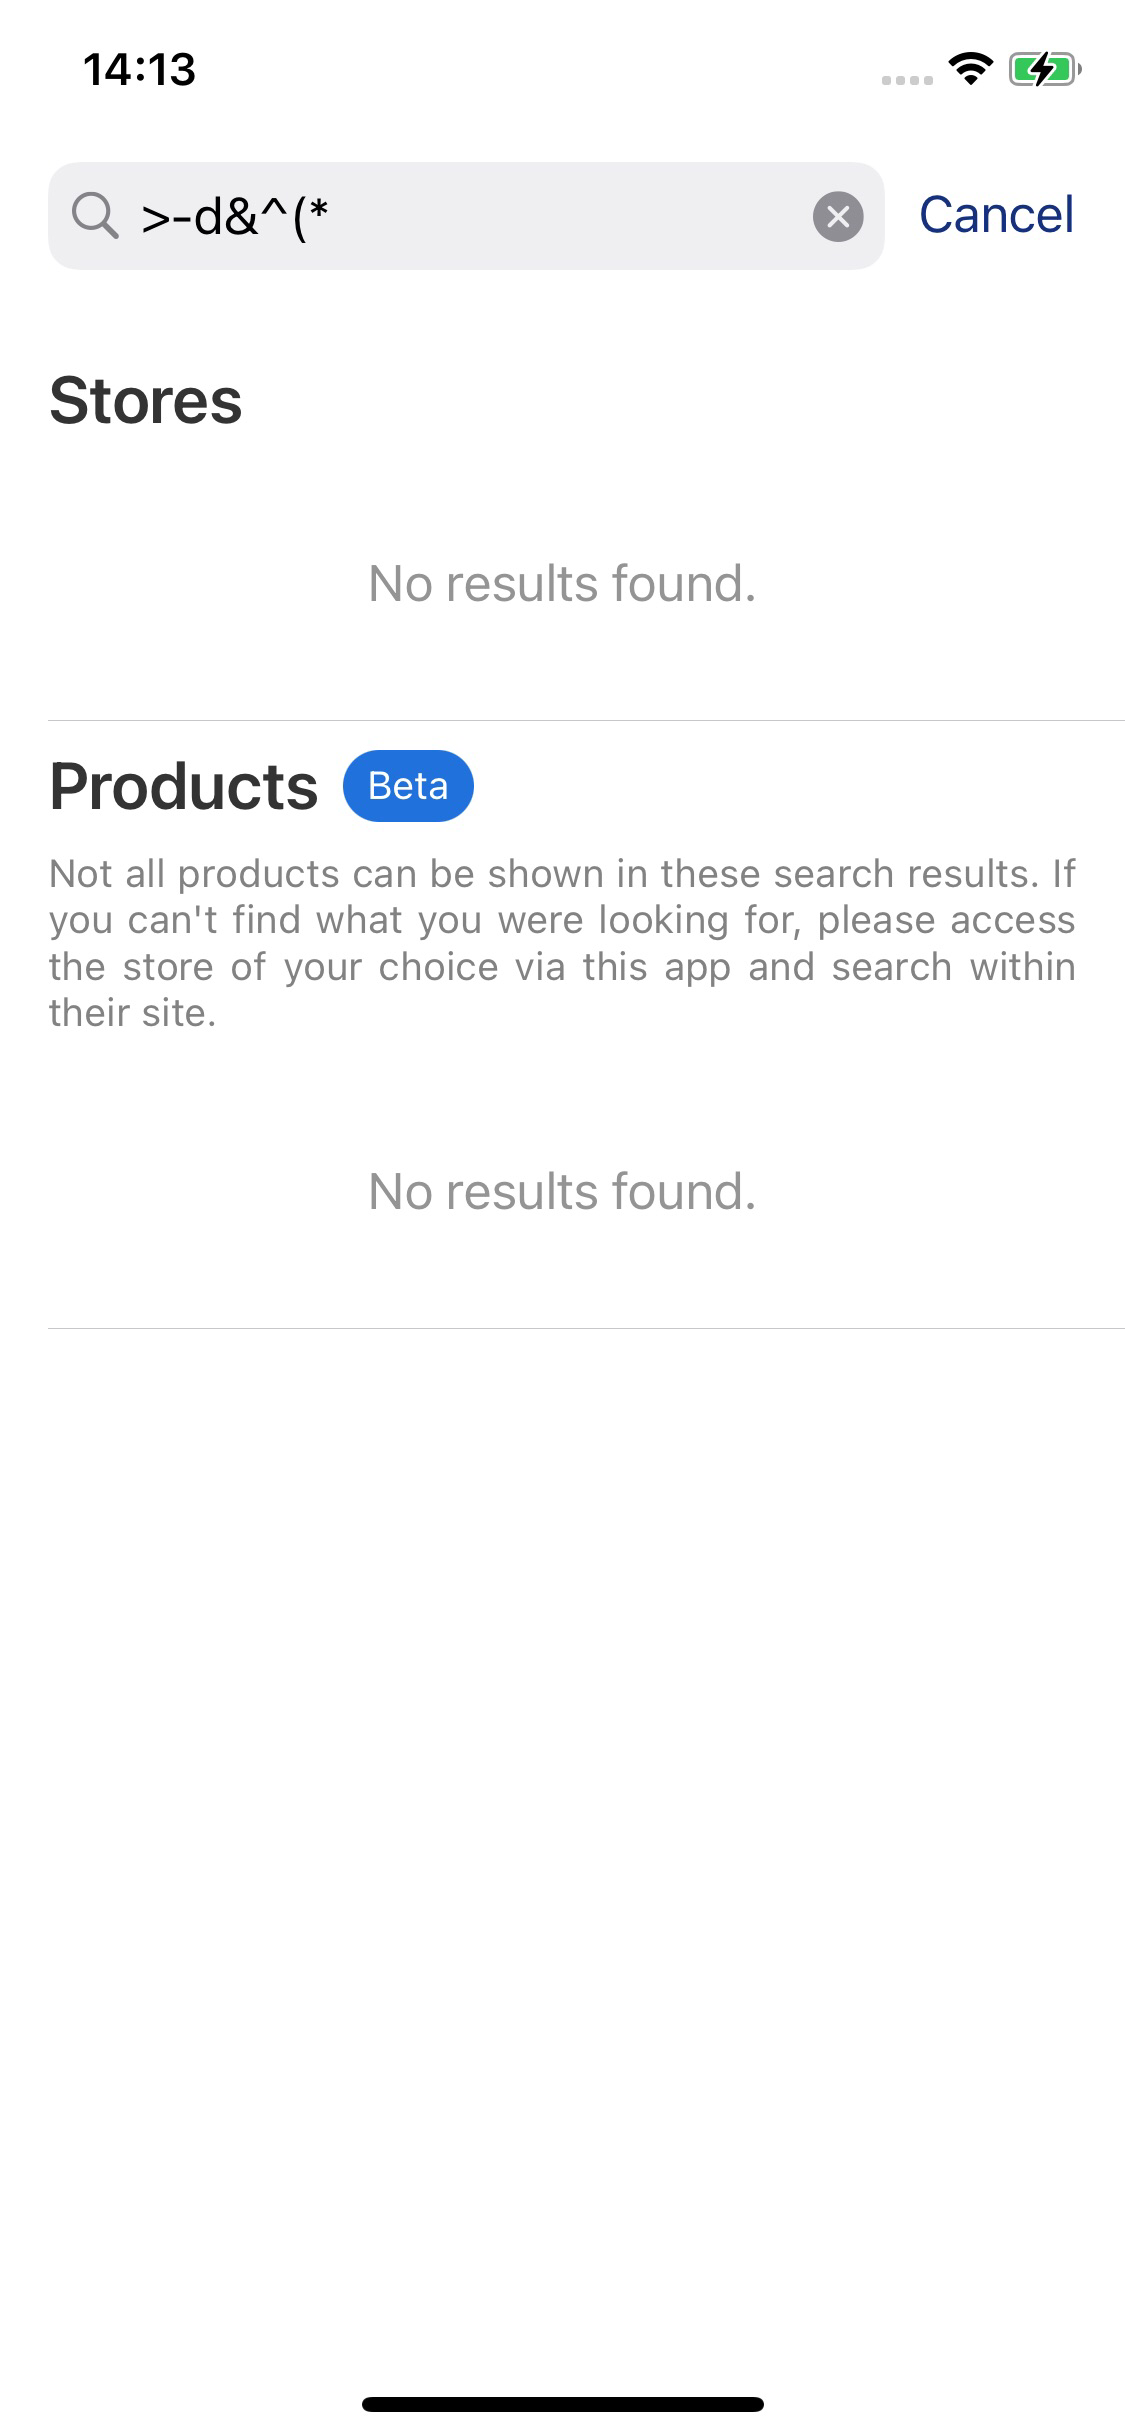 14:13
>-d&^(*
Cancel
Stores
No results found.
Products
Beta
Not all products can be shown in these search results. If
you can't find what you were looking for, please access
the store of your choice via this app and search within
their site.
No results found.